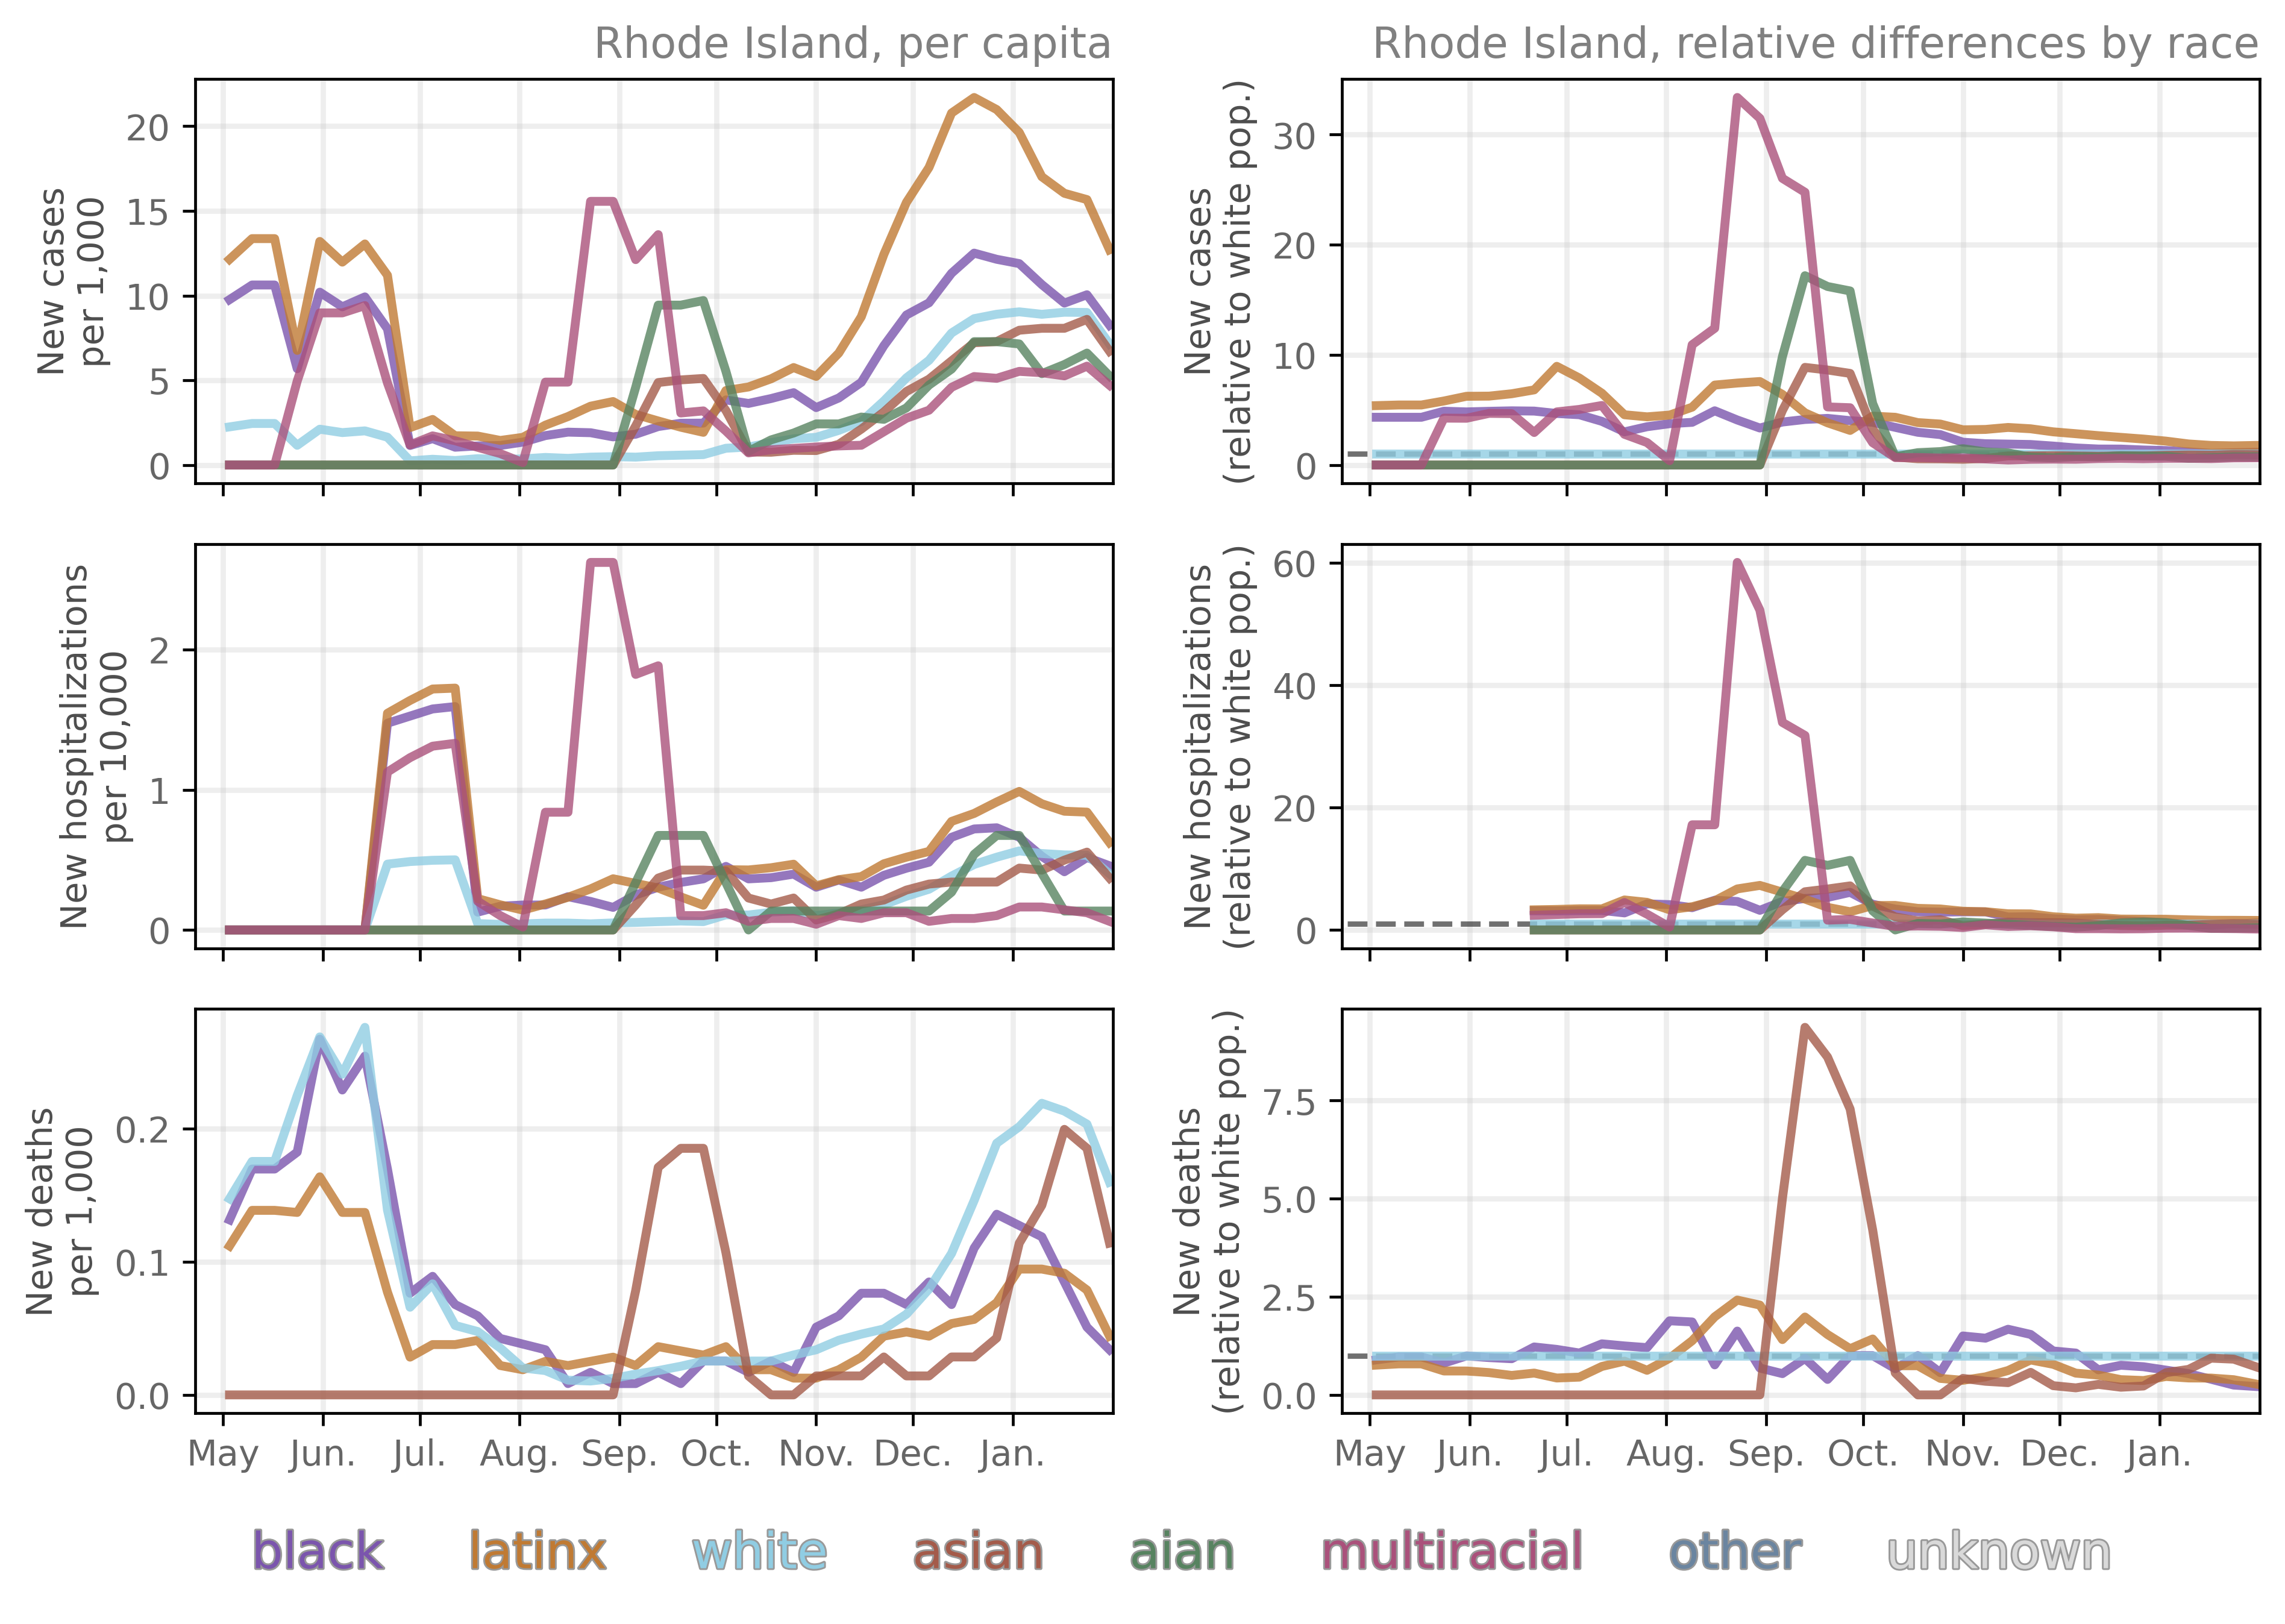 Rhode Island, per capita
Rhode Island, relative differences by race
New cases
per 1,000
20
15
10
5
0
New cases
(relative to white pop.)
30
20
10
0
New hospitalizations
per 10,000
2
1
0
New hospitalizations
(relative to white pop.)
60
40
20
0
New deaths
per 1,000
0.2
0.1
0.0
New deaths
(relative to white pop.)
7.5
5.0
2.5
0.0
May Jun. Jul. Aug. Sep. Oct. Nov. Dec. Jan.
May Jun. Jul. Aug. Sep. Oct. Nov. Dec. Jan.
black latinx white asian aian multiracial other unknown